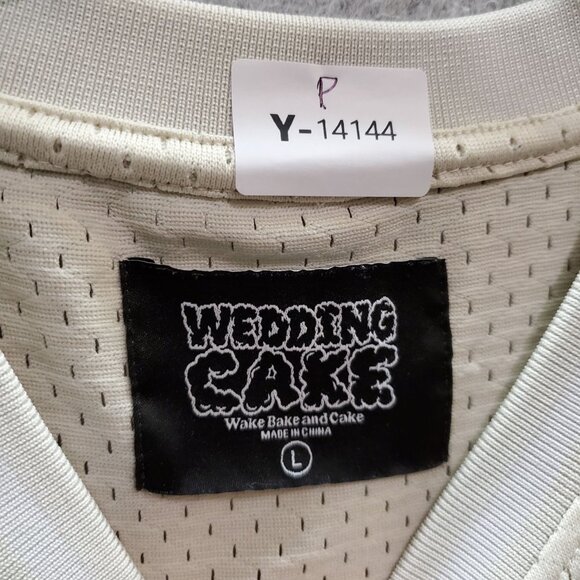 P
Y-14144
WEDDING
CAKE
Wake Bake and Cake
MADE IN CHINA
L